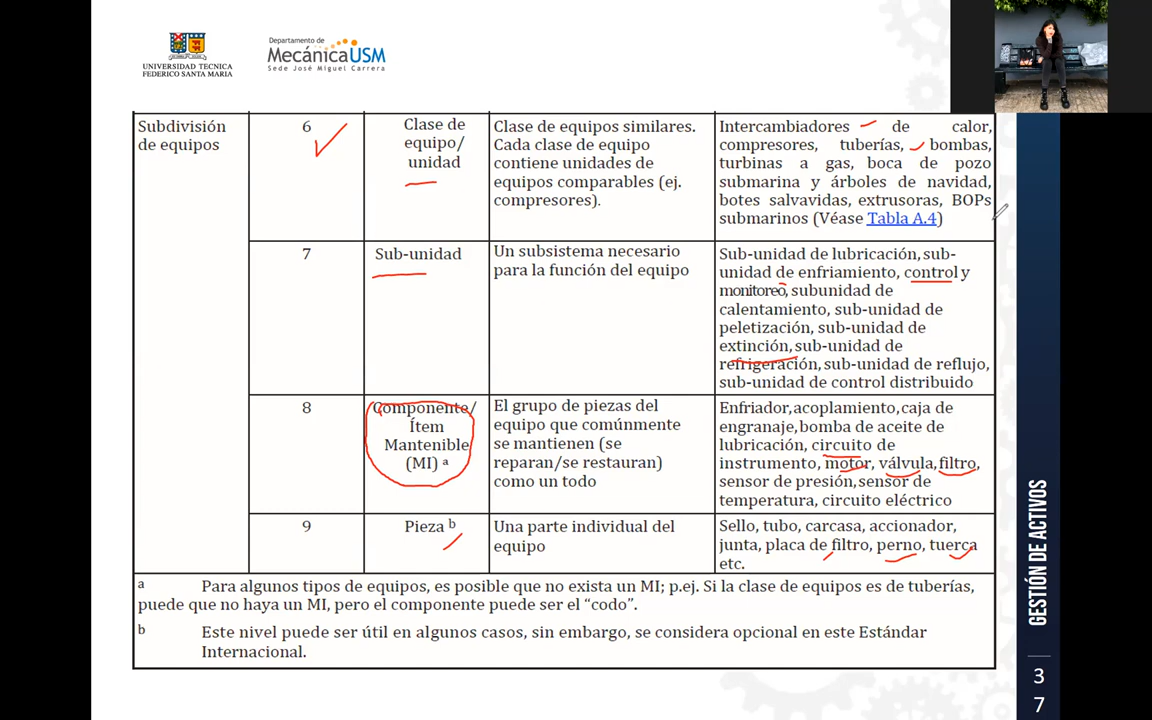 UNIVERSIDAD TECNICA
FEDERICO SANTA MARIA
Departamento de
MecánicaUSM
Sede José Miguel Carrera
Subdivisión
de equipos
6
Clase de
equipo/
unidad
Clase de equipos similares.
Cada clase de equipo
contiene unidades de
equipos comparables (ej.
compresores).
Intercambiadores de calor,
compresores, tuberías, bombas,
turbinas a gas, boca de pozo
submarina y árboles de navidad,
botes salvavidas, extrusoras, BOPs
submarinos (Véase Tabla A.4)
7
Sub-unidad
Un subsistema necesario
para la función del equipo
Sub-unidad de lubricación, sub-
unidad de enfriamiento, control y
monitoreo, subunidad de
calentamiento, sub-unidad de
peletización, sub-unidad de
extinción, sub-unidad de
refrigeración, sub-unidad de reflujo,
sub-unidad de control distribuido
8
Componente/
Ítem
Mantenible
(MI) a
El grupo de piezas del
equipo que comúnmente
se mantienen (se
reparan/se restauran)
como un todo
Enfriador, acoplamiento, caja de
engranaje, bomba de aceite de
lubricación, circuito de
instrumento, motor, válvula, filtro,
sensor de presión, sensor de
temperatura, circuito eléctrico
9
Pieza b
Una parte individual del
equipo
Sello, tubo, carcasa, accionador,
junta, placa de filtro, perno, tuerca
etc.
a Para algunos tipos de equipos, es posible que no exista un MI; p.ej. Si la clase de equipos es de tuberías,
puede que no haya un MI, pero el componente puede ser el “codo”.
b Este nivel puede ser útil en algunos casos, sin embargo, se considera opcional en este Estándar
Internacional.
GESTIÓN DE ACTIVOS
3
7